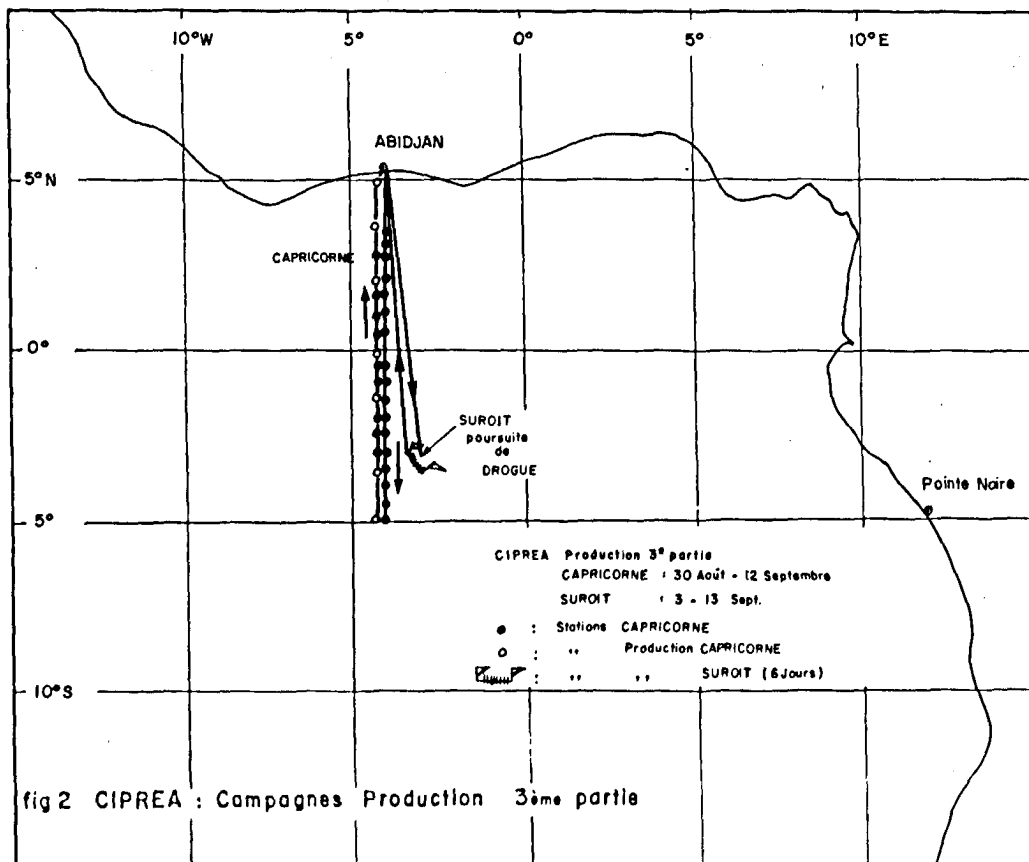 10°W 5° 0° 5° 10°E
ABIDJAN
5°N
CAPRICORNE
0°
SUROIT
poursuite
de
DROGUE
Pointe Noire
5°
CIPREA Production 3e partie
CAPRICORNE : 30 Août - 12 Septembre
SUROIT : 3 - 13 Sept.
● : Stations CAPRICORNE
○ : " Production CAPRICORNE
: " " SUROIT (6 Jours)
10°S
fig 2 CIPREA : Campagnes Production 3ème partie